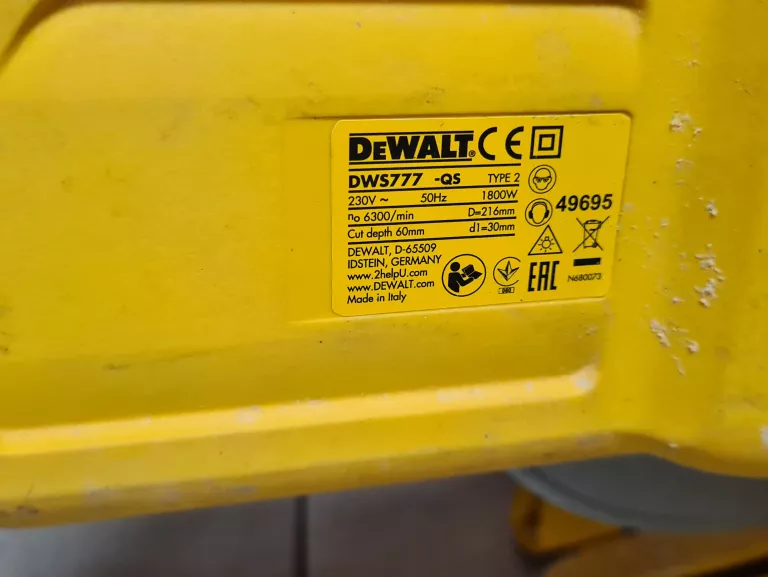 DEWALT® CE
DWS777 -QS TYPE 2
230V ~ 50Hz 1800W
no 6300/min D=216mm
Cut depth 60mm d1=30mm
DEWALT, D-65509
IDSTEIN, GERMANY
www.2helpU.com
www.DEWALT.com
Made in Italy
49695
EAC
N680073